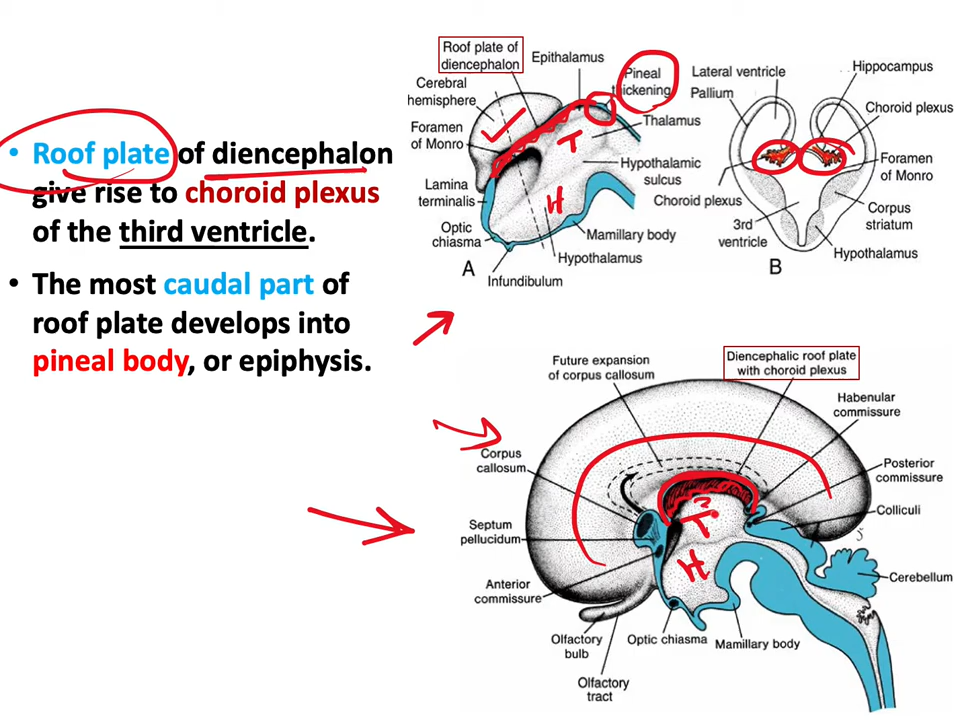 • Roof plate of diencephalon
give rise to choroid plexus
of the third ventricle.
• The most caudal part of
roof plate develops into
pineal body, or epiphysis.
Roof plate of
diencephalon
Epithalamus
Pineal
thickening
Cerebral
hemisphere
Foramen
of Monro
Thalamus
Hypothalamic
sulcus
Lamina
terminalis
Optic
chiasma
Mamillary body
Hypothalamus
Infundibulum
A
T
H
Lateral ventricle
Pallium
Hippocampus
Choroid plexus
Foramen
of Monro
Choroid plexus
3rd
ventricle
Corpus
striatum
Hypothalamus
B
Future expansion
of corpus callosum
Diencephalic roof plate
with choroid plexus
Habenular
commissure
Corpus
callosum
Posterior
commissure
Colliculi
Septum
pellucidum
Cerebellum
Anterior
commissure
Olfactory
bulb
Optic chiasma
Mamillary body
Olfactory
tract
3
T
H
5